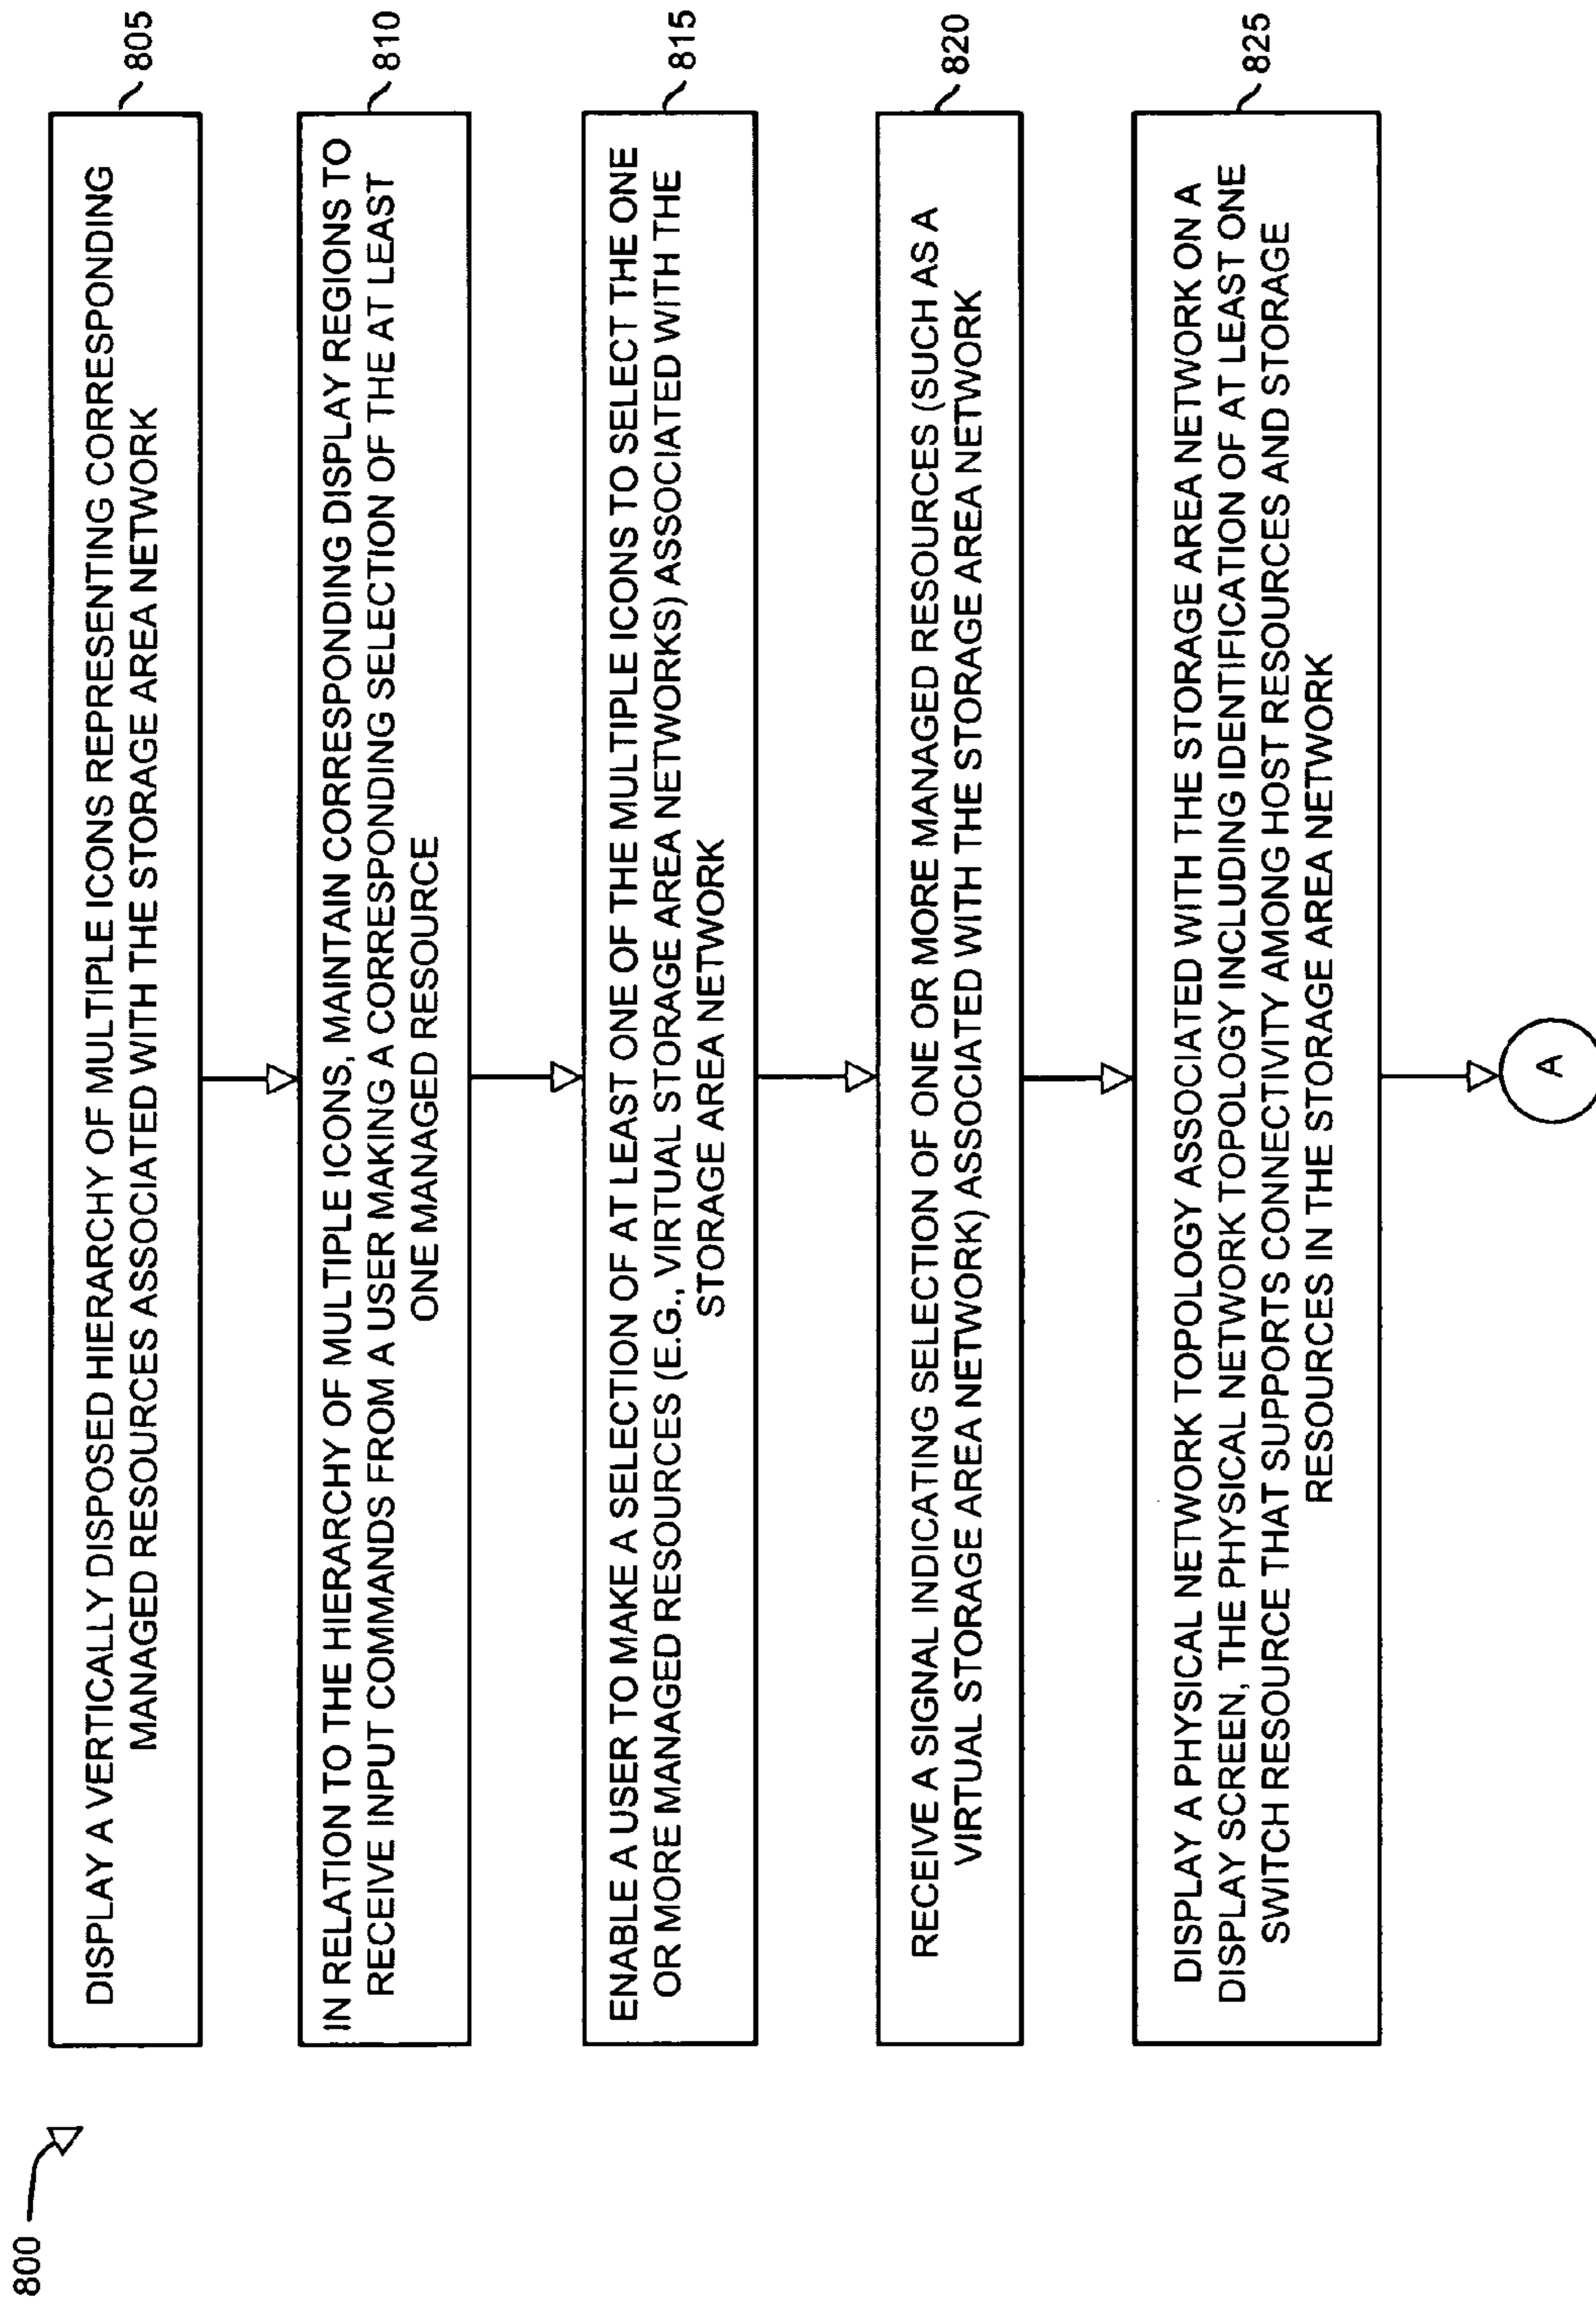 800
DISPLAY A VERTICALLY DISPOSED HIERARCHY OF MULTIPLE ICONS REPRESENTING CORRESPONDING
MANAGED RESOURCES ASSOCIATED WITH THE STORAGE AREA NETWORK
805
IN RELATION TO THE HIERARCHY OF MULTIPLE ICONS, MAINTAIN CORRESPONDING DISPLAY REGIONS TO
RECEIVE INPUT COMMANDS FROM A USER MAKING A CORRESPONDING SELECTION OF THE AT LEAST
ONE MANAGED RESOURCE
810
ENABLE A USER TO MAKE A SELECTION OF AT LEAST ONE OF THE MULTIPLE ICONS TO SELECT THE ONE
OR MORE MANAGED RESOURCES (E.G., VIRTUAL STORAGE AREA NETWORKS) ASSOCIATED WITH THE
STORAGE AREA NETWORK
815
RECEIVE A SIGNAL INDICATING SELECTION OF ONE OR MORE MANAGED RESOURCES (SUCH AS A
VIRTUAL STORAGE AREA NETWORK) ASSOCIATED WITH THE STORAGE AREA NETWORK
820
DISPLAY A PHYSICAL NETWORK TOPOLOGY ASSOCIATED WITH THE STORAGE AREA NETWORK ON A
DISPLAY SCREEN, THE PHYSICAL NETWORK TOPOLOGY INCLUDING IDENTIFICATION OF AT LEAST ONE
SWITCH RESOURCE THAT SUPPORTS CONNECTIVITY AMONG HOST RESOURCES AND STORAGE
RESOURCES IN THE STORAGE AREA NETWORK
825
A